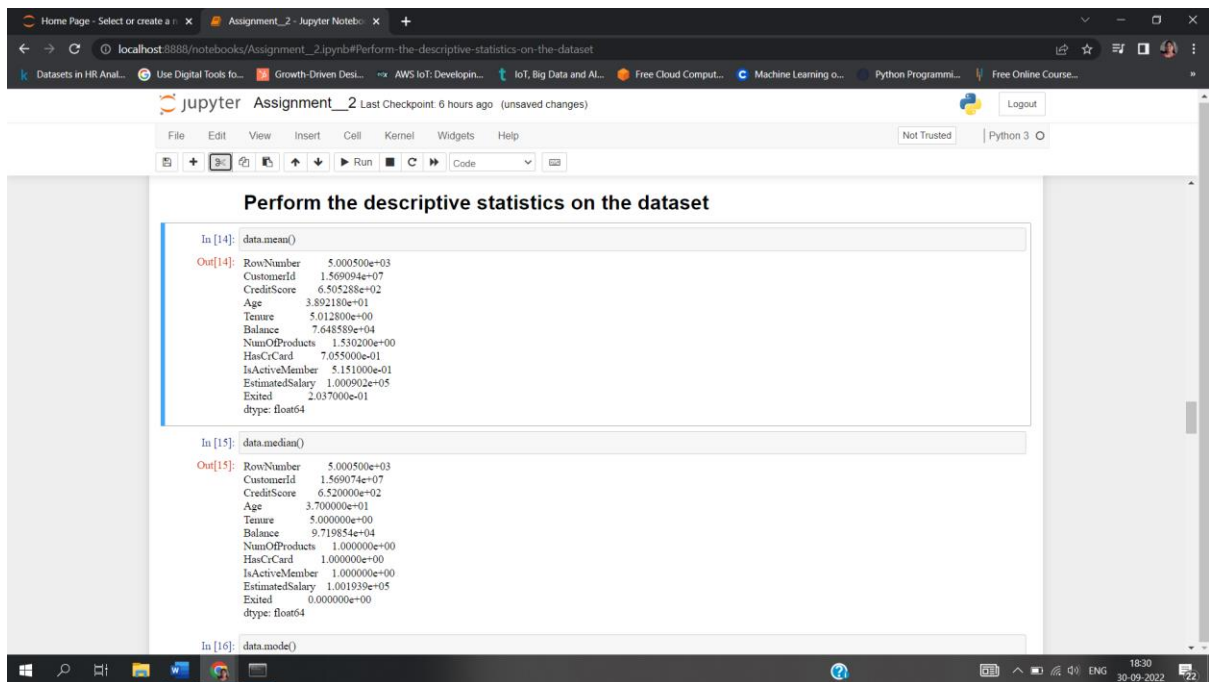 Home Page - Select or create a n
Assignment__2 - Jupyter Notebo
localhost:8888/notebooks/Assignment__2.ipynb#Perform-the-descriptive-statistics-on-the-dataset
Datasets in HR Anal... Use Digital Tools fo... Growth-Driven Desi... AWS IoT: Developin... IoT, Big Data and AI... Free Cloud Comput... Machine Learning o... Python Programmi... Free Online Course... »
jupyter Assignment__2 Last Checkpoint: 6 hours ago (unsaved changes) Logout
File Edit View Insert Cell Kernel Widgets Help Not Trusted Python 3
Run Code
Perform the descriptive statistics on the dataset
In [14]: data.mean()
Out[14]: RowNumber 5.000500e+03
CustomerId 1.569094e+07
CreditScore 6.505288e+02
Age 3.892180e+01
Tenure 5.012800e+00
Balance 7.648589e+04
NumOfProducts 1.530200e+00
HasCrCard 7.055000e-01
IsActiveMember 5.151000e-01
EstimatedSalary 1.000902e+05
Exited 2.037000e-01
dtype: float64
In [15]: data.median()
Out[15]: RowNumber 5.000500e+03
CustomerId 1.569074e+07
CreditScore 6.520000e+02
Age 3.700000e+01
Tenure 5.000000e+00
Balance 9.719854e+04
NumOfProducts 1.000000e+00
HasCrCard 1.000000e+00
IsActiveMember 1.000000e+00
EstimatedSalary 1.001939e+05
Exited 0.000000e+00
dtype: float64
In [16]: data.mode()
ENG 18:30
30-09-2022 22